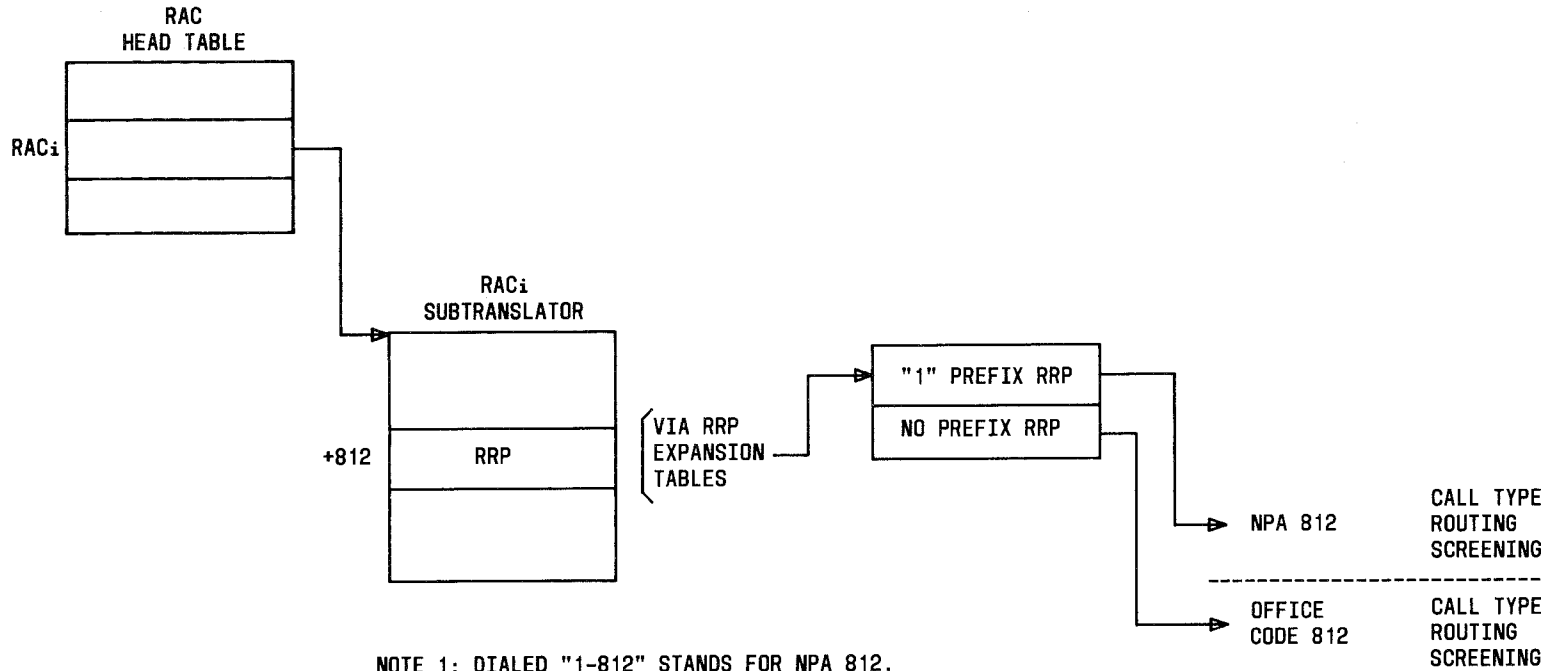 RAC
HEAD TABLE
RACi
RACi
SUBTRANSLATOR
+812
RRP
VIA RRP
EXPANSION
TABLES
"1" PREFIX RRP
NO PREFIX RRP
NPA 812
CALL TYPE
ROUTING
SCREENING
OFFICE
CODE 812
CALL TYPE
ROUTING
SCREENING
NOTE 1: DIALED "1-812" STANDS FOR NPA 812.